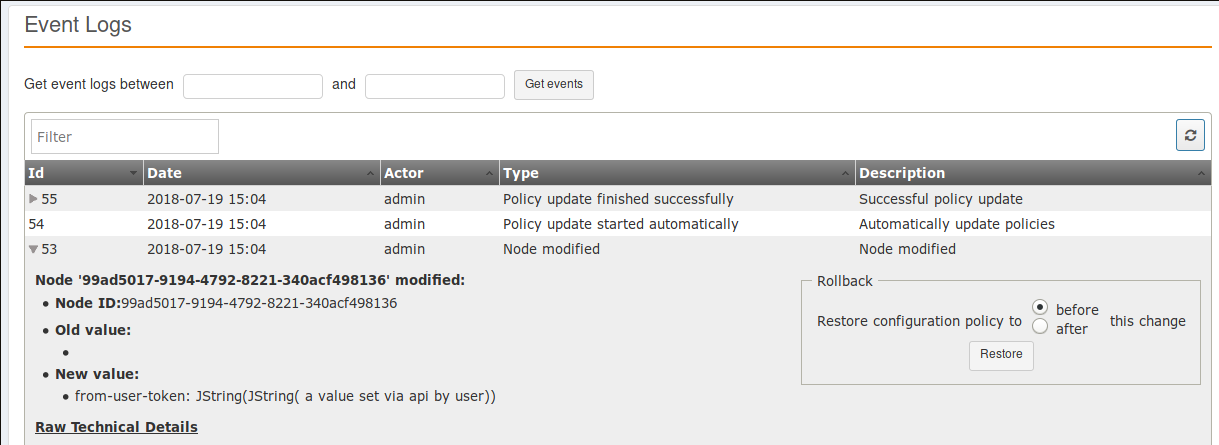 Event Logs
Get event logs between and Get events
Filter
Id Date Actor Type Description
55 2018-07-19 15:04 admin Policy update finished successfully Successful policy update
54 2018-07-19 15:04 admin Policy update started automatically Automatically update policies
53 2018-07-19 15:04 admin Node modified Node modified
Node '99ad5017-9194-4792-8221-340acf498136' modified:
• Node ID:99ad5017-9194-4792-8221-340acf498136
• Old value:
•
• New value:
• from-user-token: JString(JString( a value set via api by user))
Raw Technical Details
Rollback
Restore configuration policy to before after this change
Restore